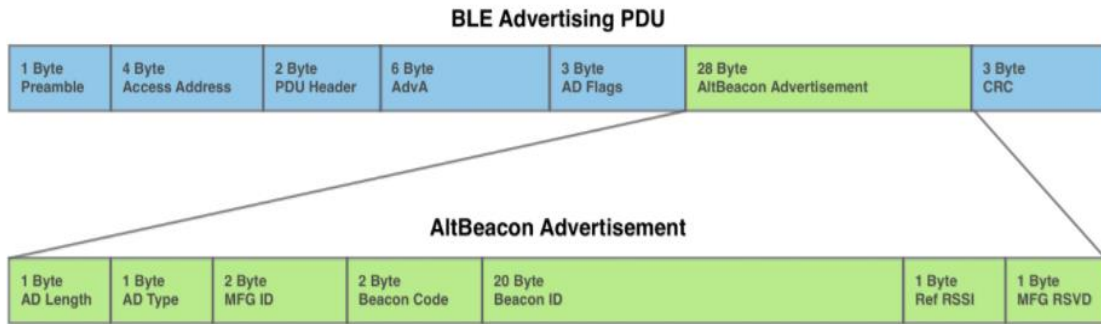 BLE Advertising PDU
1 Byte
Preamble
4 Byte
Access Address
2 Byte
PDU Header
6 Byte
AdvA
3 Byte
AD Flags
28 Byte
AltBeacon Advertisement
3 Byte
CRC
AltBeacon Advertisement
1 Byte
AD Length
1 Byte
AD Type
2 Byte
MFG ID
2 Byte
Beacon Code
20 Byte
Beacon ID
1 Byte
Ref RSSI
1 Byte
MFG RSVD